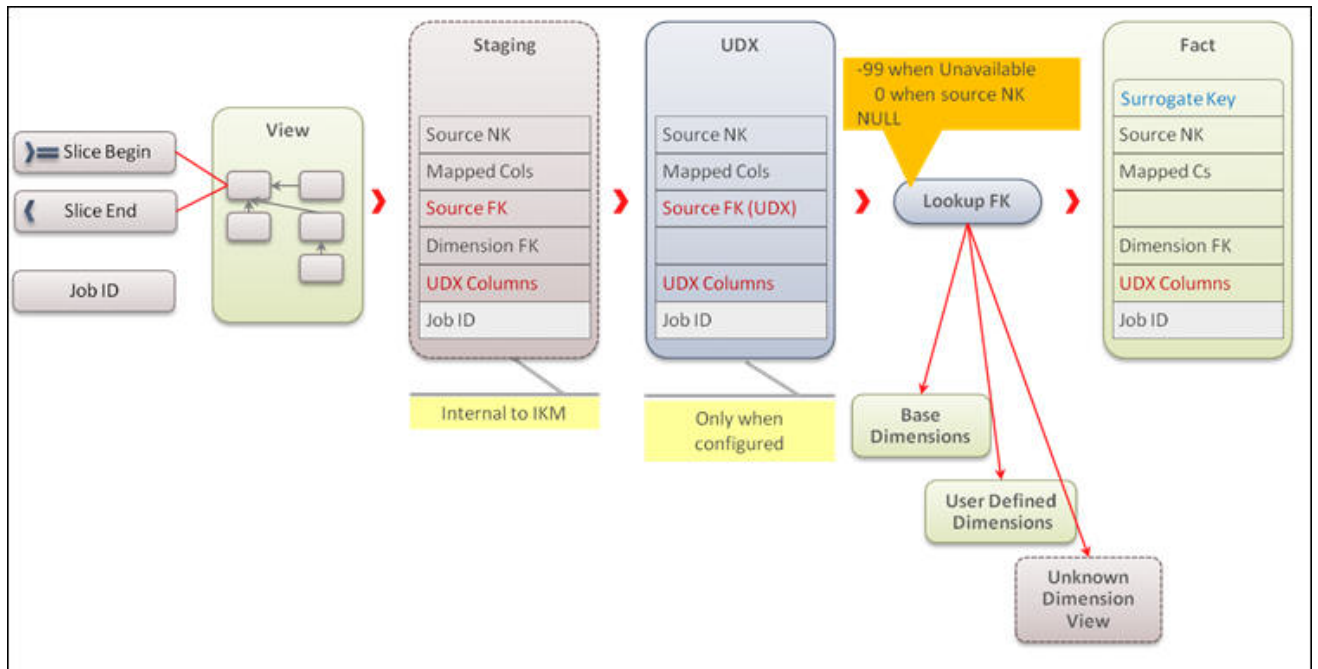 Slice Begin
Slice End
Job ID
View
Staging
Source NK
Mapped Cols
Source FK
Dimension FK
UDX Columns
Job ID
Internal to IKM
UDX
Source NK
Mapped Cols
Source FK (UDX)
UDX Columns
Job ID
Only when
configured
-99 when Unavailable
0 when source NK
NULL
Lookup FK
Base
Dimensions
User Defined
Dimensions
Unknown
Dimension
View
Fact
Surrogate Key
Source NK
Mapped Cs
Dimension FK
UDX Columns
Job ID